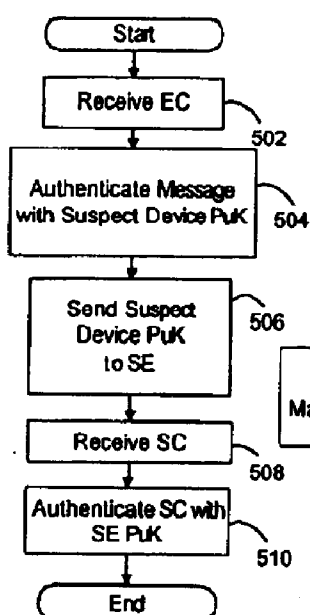 Start
Receive EC
502
Authenticate Message
with Suspect Device PuK
504
Send Suspect
Device PuK
to SE
506
Ma
Receive SC
508
Authenticate SC with
SE PuK
510
End